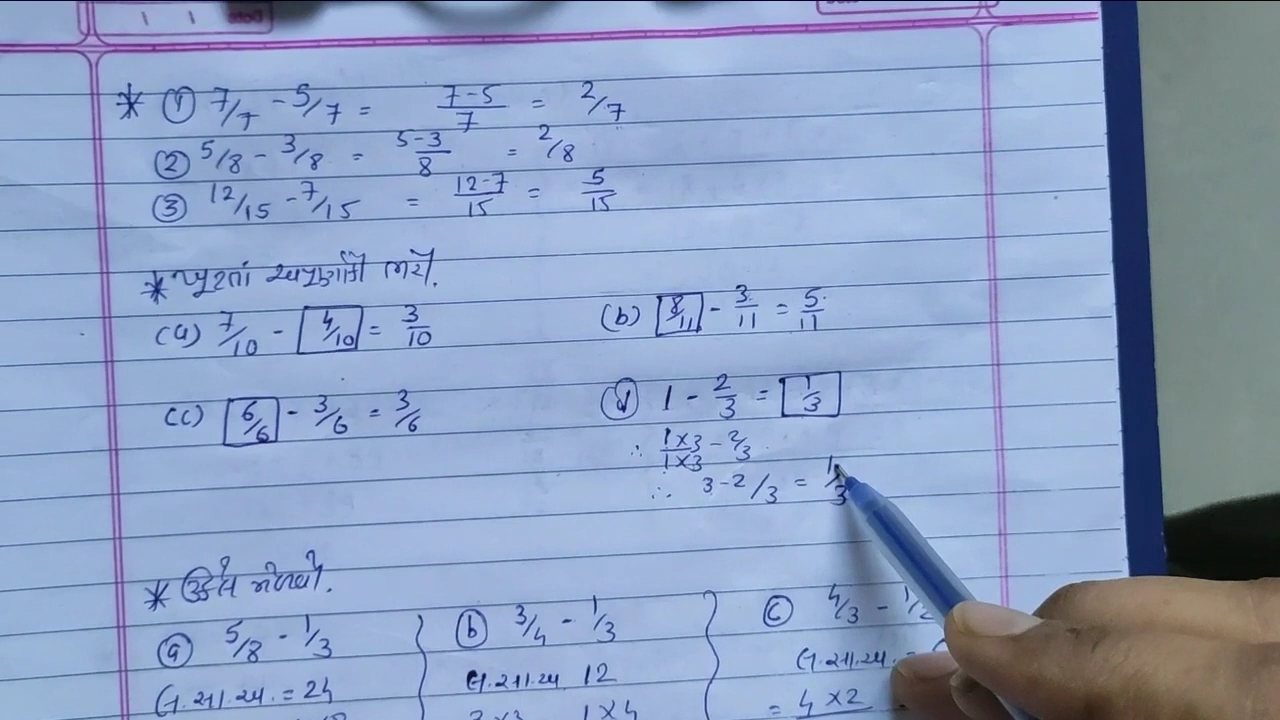 * ① 7/7 - 5/7 = (7-5)/7 = 2/7
② 5/8 - 3/8 = (5-3)/8 = 2/8
③ 12/15 - 7/15 = (12-7)/15 = 5/15
* ખૂટતાં અપૂર્ણાંકો ભરો.
(a) 7/10 - 4/10 = 3/10
(b) 8/11 - 3/11 = 5/11
(c) 6/6 - 3/6 = 3/6
ⓓ 1 - 2/3 = 1/3
∴ (1×3)/(1×3) - 2/3
∴ 3-2/3 = 1/3
* ઉકેલ મેળવો.
ⓐ 5/8 - 1/3
લ.સા.અ. = 24
ⓑ 3/4 - 1/3
લ.સા.અ. 12
3×3 1×4
ⓒ 4/3 - 1/2
લ.સા.અ. =
= 4×2